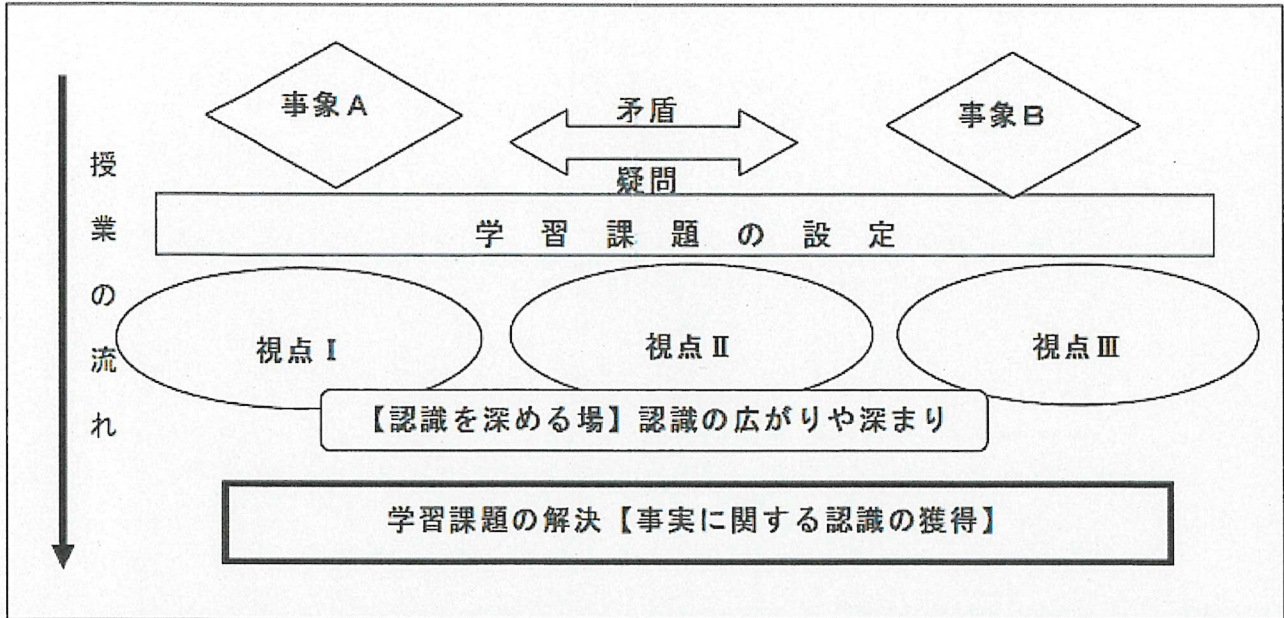 事象A
矛盾
事象B
疑問
授業の流れ
学習課題の設定
視点Ⅰ
視点Ⅱ
視点Ⅲ
【認識を深める場】認識の広がりや深まり
学習課題の解決【事実に関する認識の獲得】